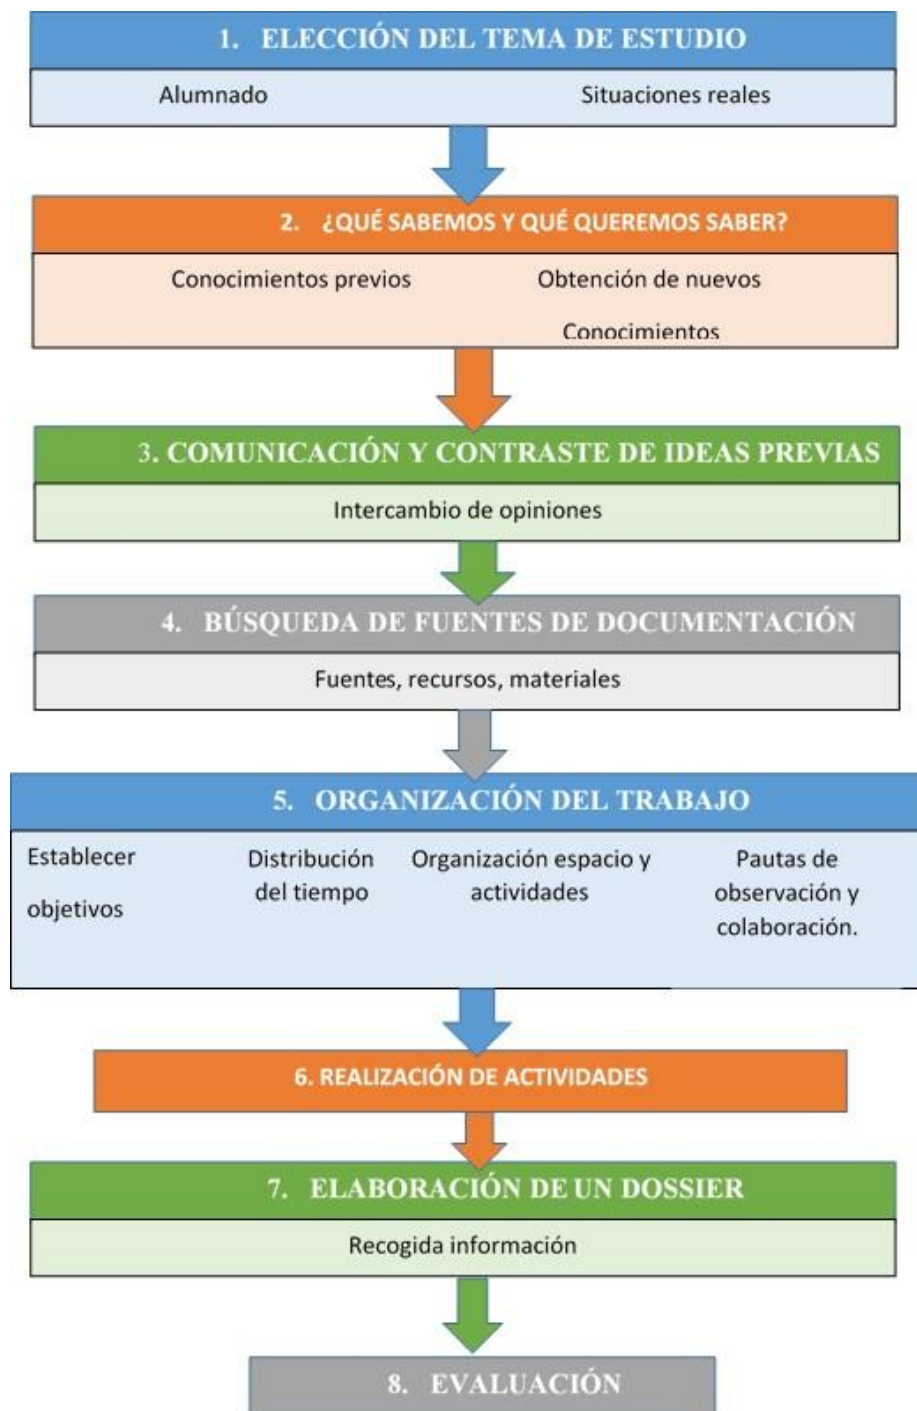 1. ELECCIÓN DEL TEMA DE ESTUDIO
Alumnado Situaciones reales
2. ¿QUÉ SABEMOS Y QUÉ QUEREMOS SABER?
Conocimientos previos Obtención de nuevos
Conocimientos
3. COMUNICACIÓN Y CONTRASTE DE IDEAS PREVIAS
Intercambio de opiniones
4. BÚSQUEDA DE FUENTES DE DOCUMENTACIÓN
Fuentes, recursos, materiales
5. ORGANIZACIÓN DEL TRABAJO
Establecer
objetivos
Distribución
del tiempo
Organización espacio y
actividades
Pautas de
observación y
colaboración.
6. REALIZACIÓN DE ACTIVIDADES
7. ELABORACIÓN DE UN DOSSIER
Recogida información
8. EVALUACIÓN